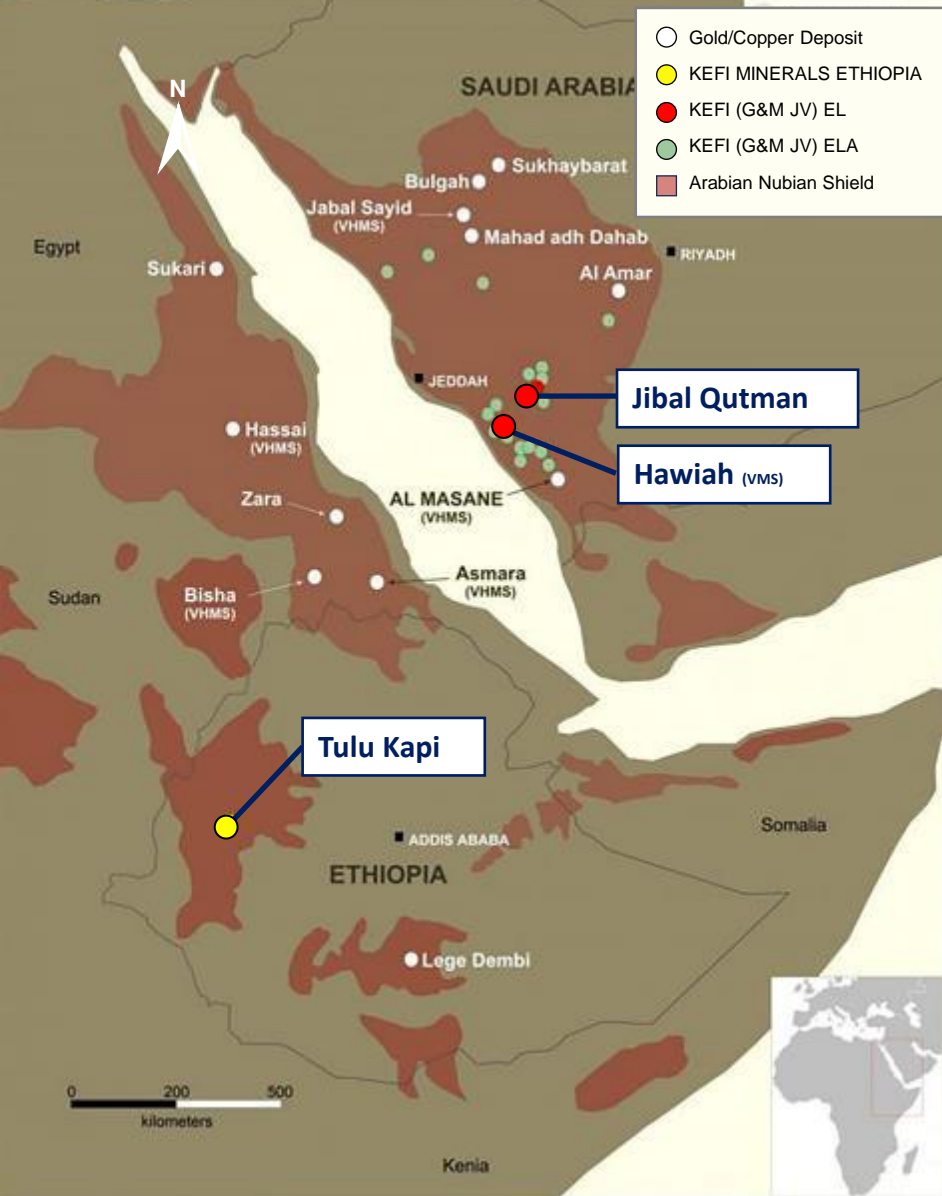 Gold/Copper Deposit
KEFI MINERALS ETHIOPIA
KEFI (G&M JV) EL
KEFI (G&M JV) ELA
Arabian Nubian Shield
N
SAUDI ARABIA
Sukhaybarat
Bulgah
Jabal Sayid
(VHMS)
Mahad adh Dahab
Egypt
RIYADH
Sukari
Al Amar
JEDDAH
Jibal Qutman
Hassai
(VHMS)
Hawiah (VMS)
Zara
AL MASANE
(VHMS)
Sudan
Bisha
(VHMS)
Asmara
(VHMS)
Tulu Kapi
Somalia
ADDIS ABABA
ETHIOPIA
Lege Dembi
0 200 500
kilometers
Kenia